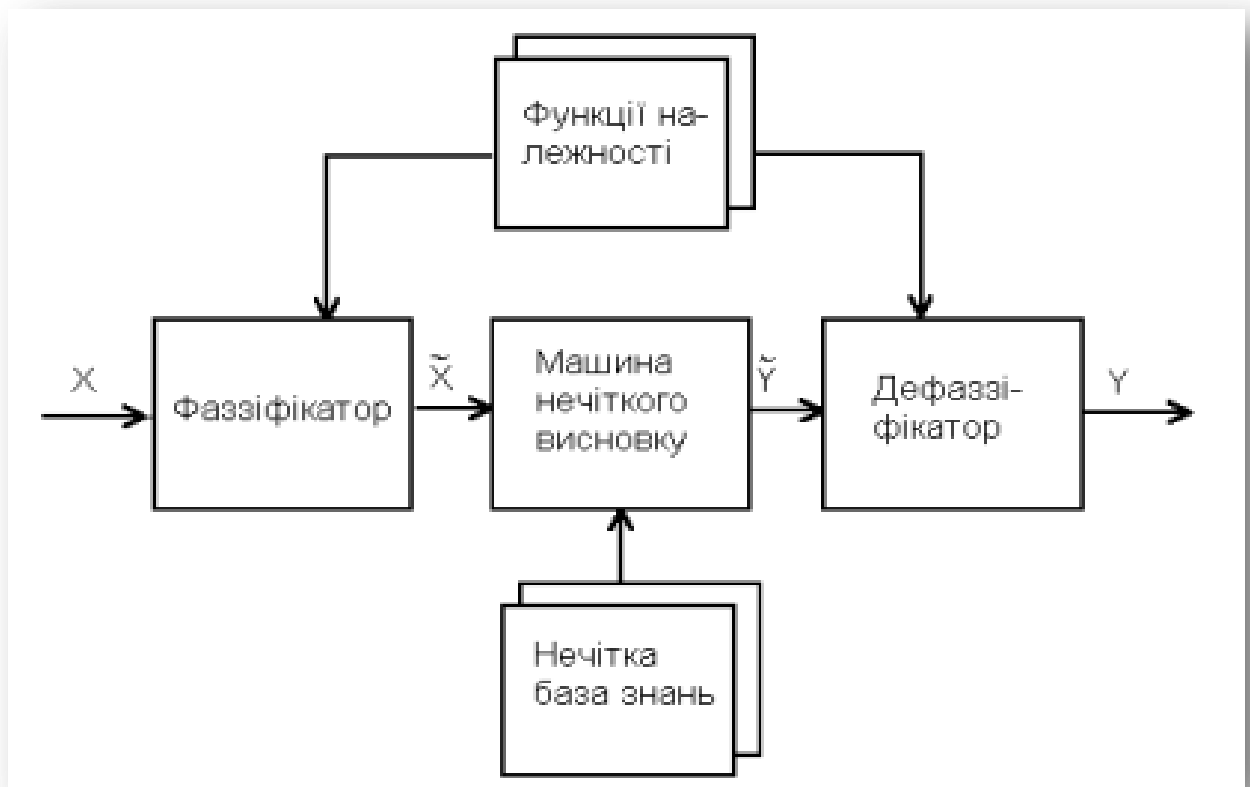 Функції на-
лежності
X
Фаззіфікатор
X̃
Машина
нечіткого
висновку
Ỹ
Дефаззі-
фікатор
Y
Нечітка
база знань